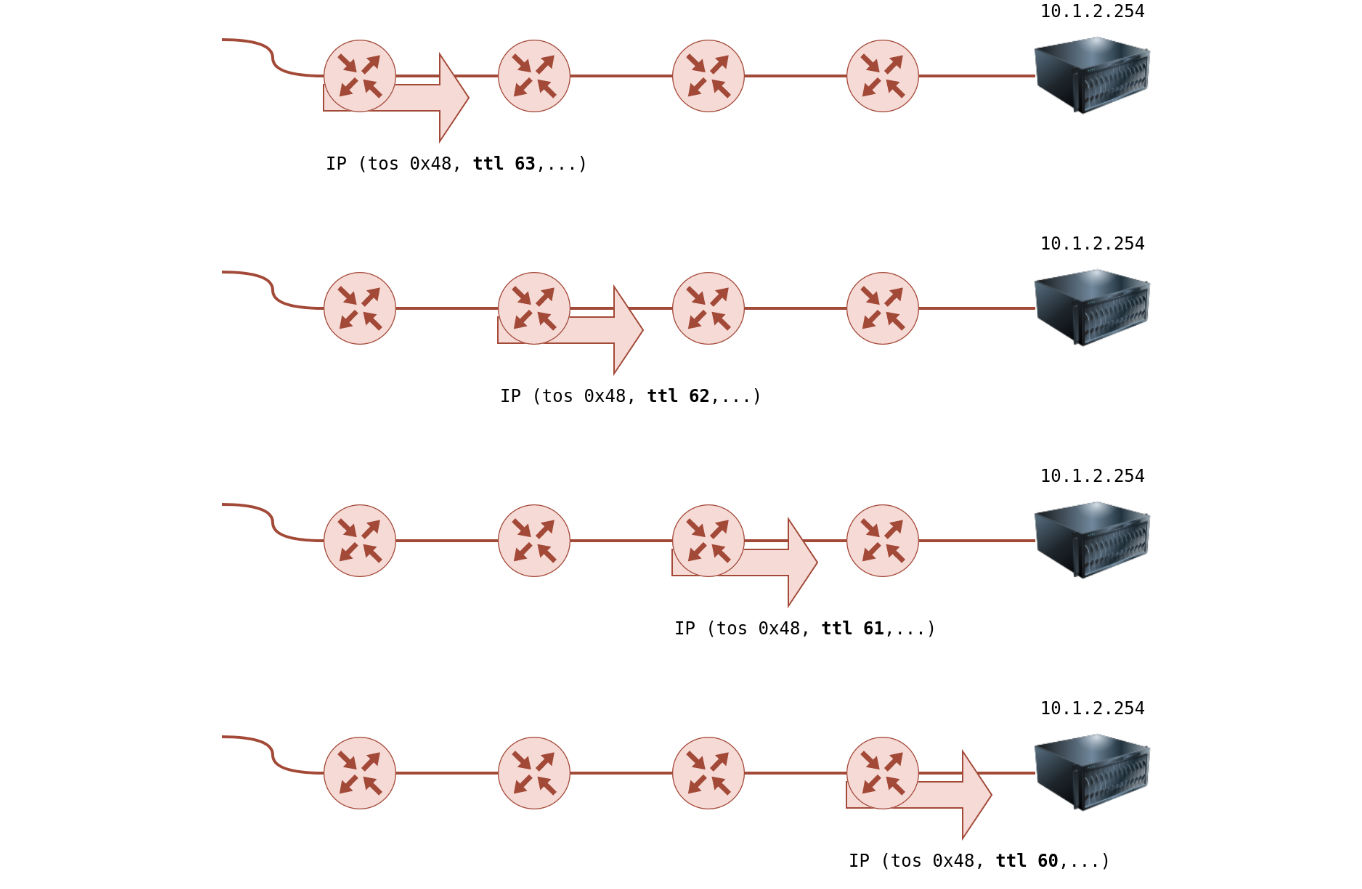 10.1.2.254
IP (tos 0x48, ttl 63,...)
10.1.2.254
IP (tos 0x48, ttl 62,...)
10.1.2.254
IP (tos 0x48, ttl 61,...)
10.1.2.254
IP (tos 0x48, ttl 60,...)